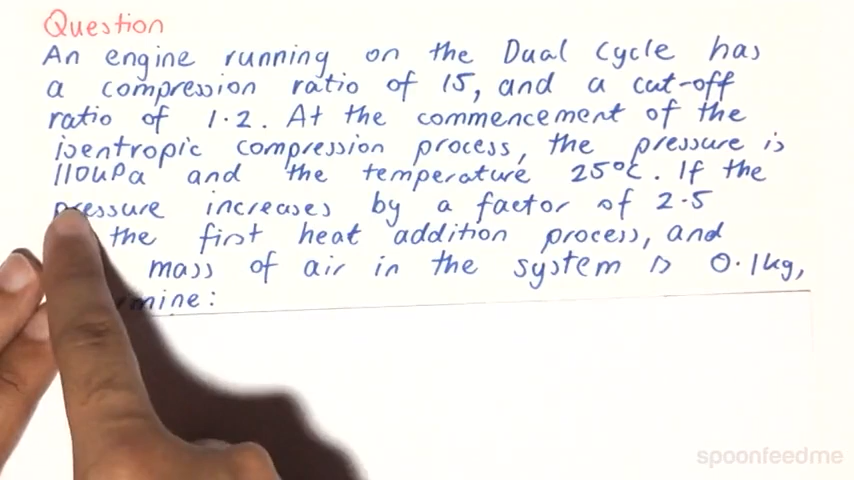 Question
An engine running on the Dual Cycle has
a compression ratio of 15, and a cut-off
ratio of 1.2. At the commencement of the
isentropic compression process, the pressure is
110kPa and the temperature 25°C. If the
pressure increases by a factor of 2.5
the first heat addition process, and
mass of air in the system is 0.1kg,
mine:
spoonfeedme